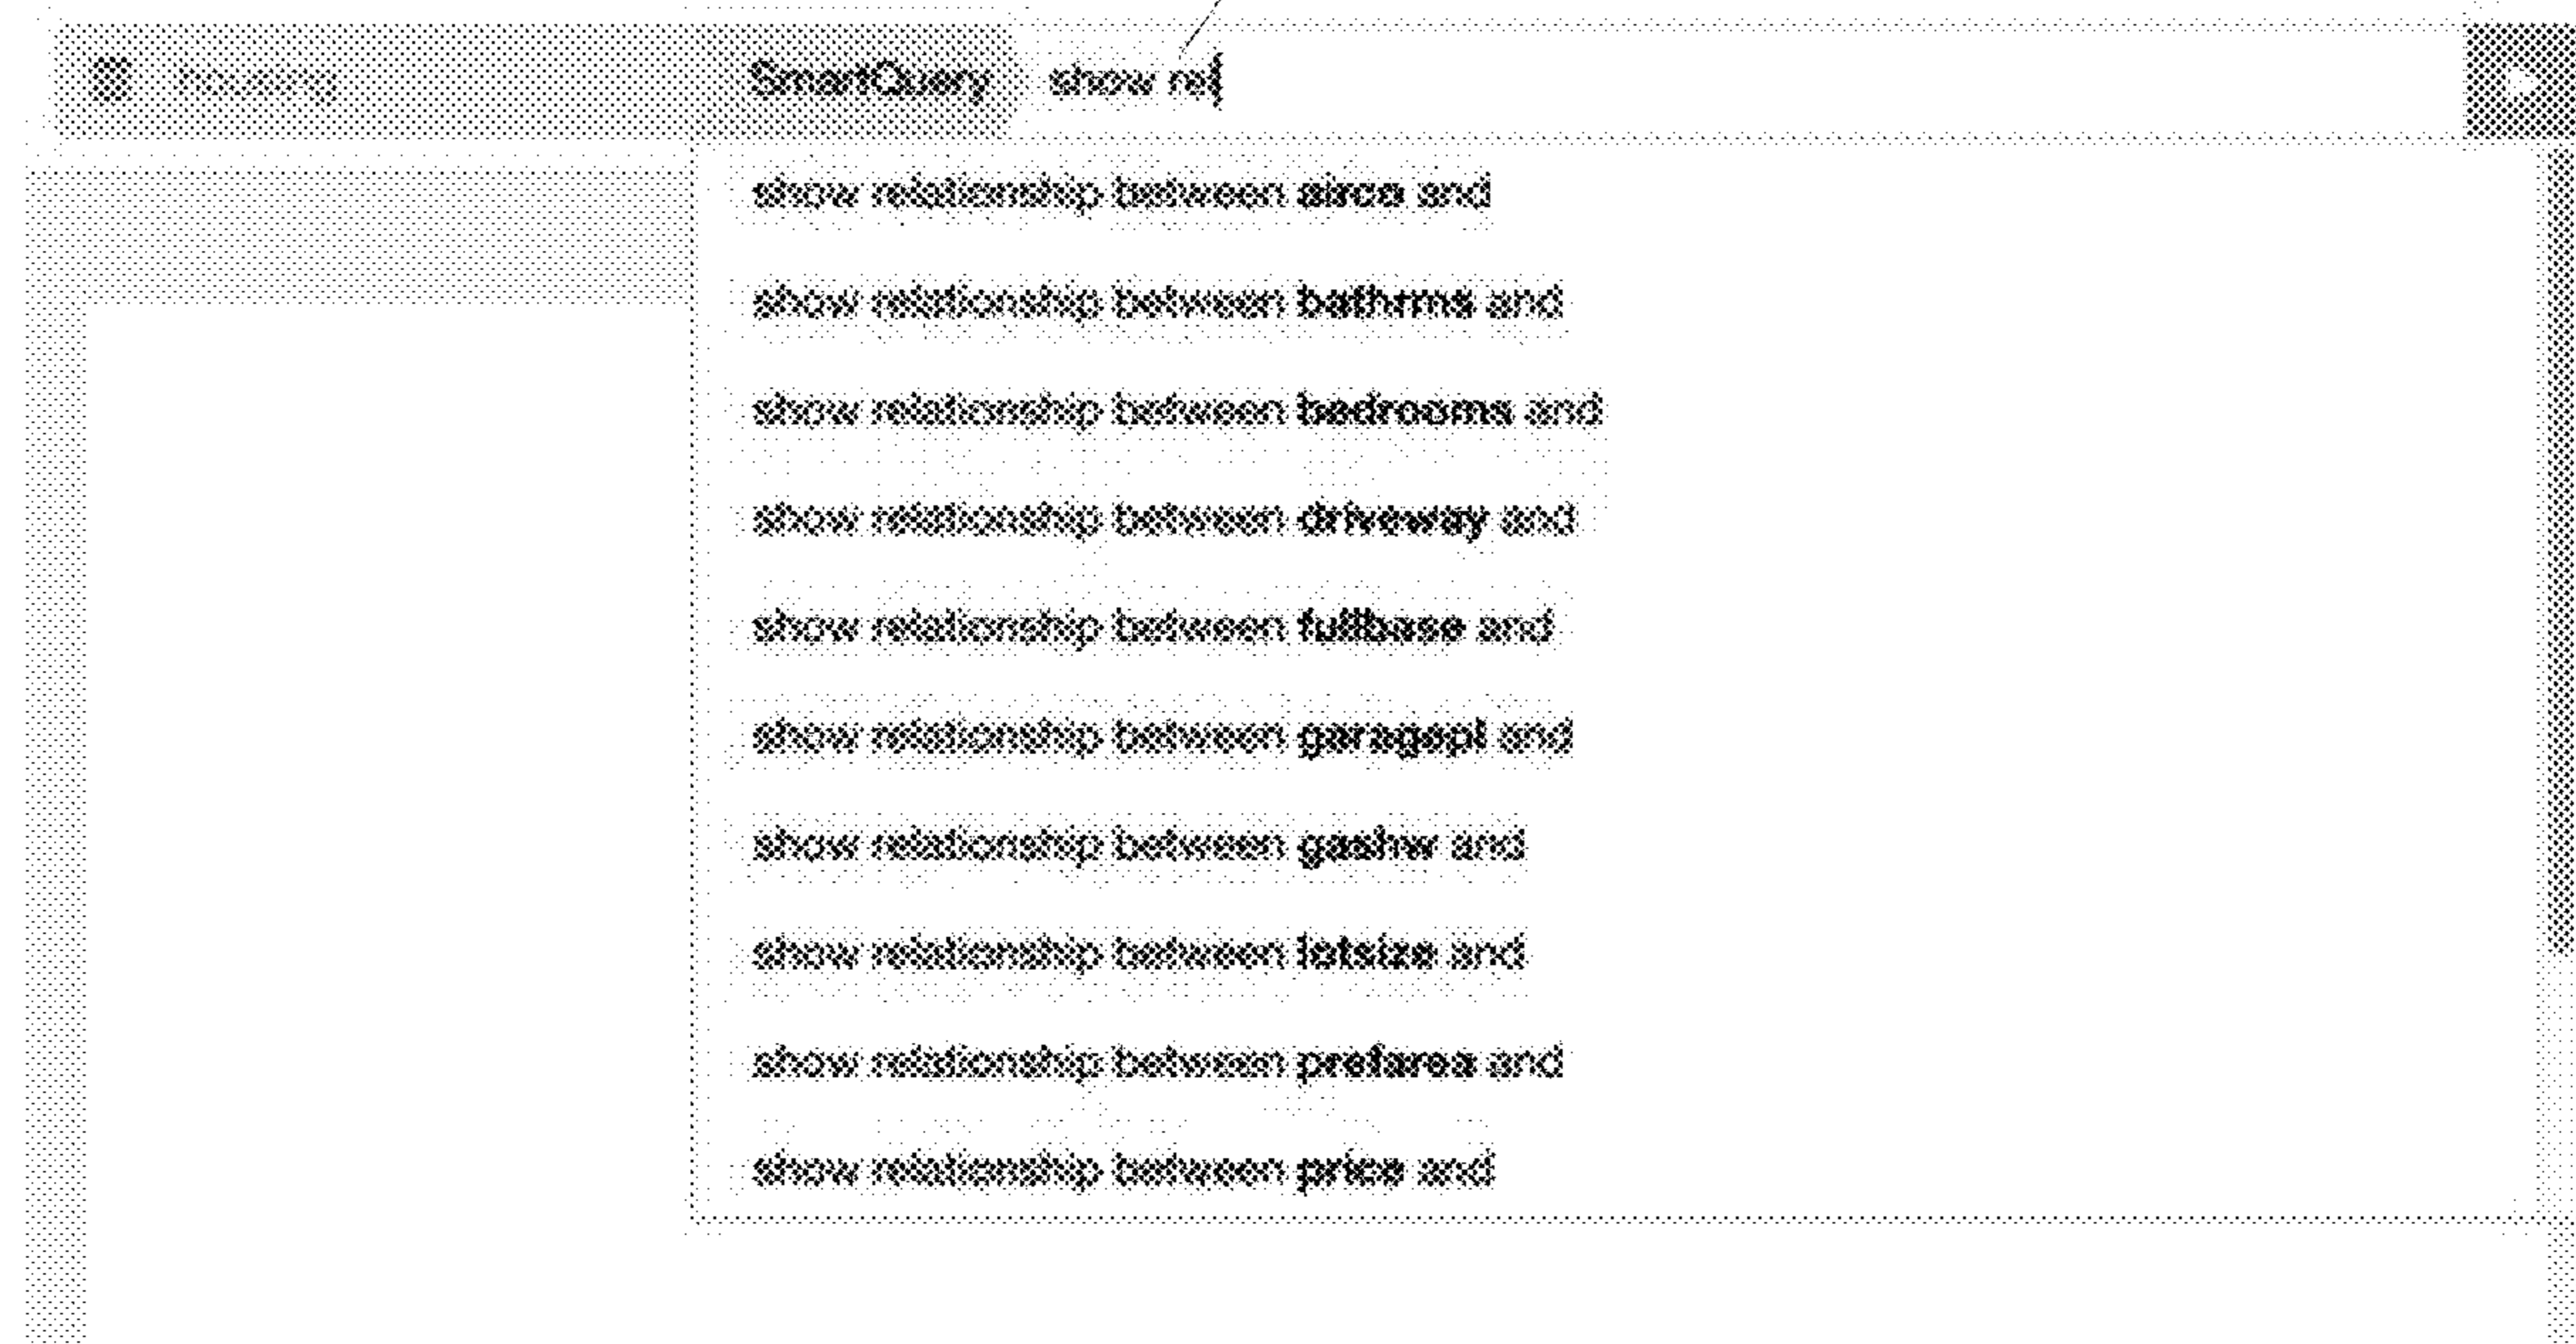 housing SmartQuery show rel
show relationship between airco and
show relationship between bathrms and
show relationship between bedrooms and
show relationship between driveway and
show relationship between fullbase and
show relationship between garagepl and
show relationship between gashw and
show relationship between lotsize and
show relationship between prefarea and
show relationship between price and